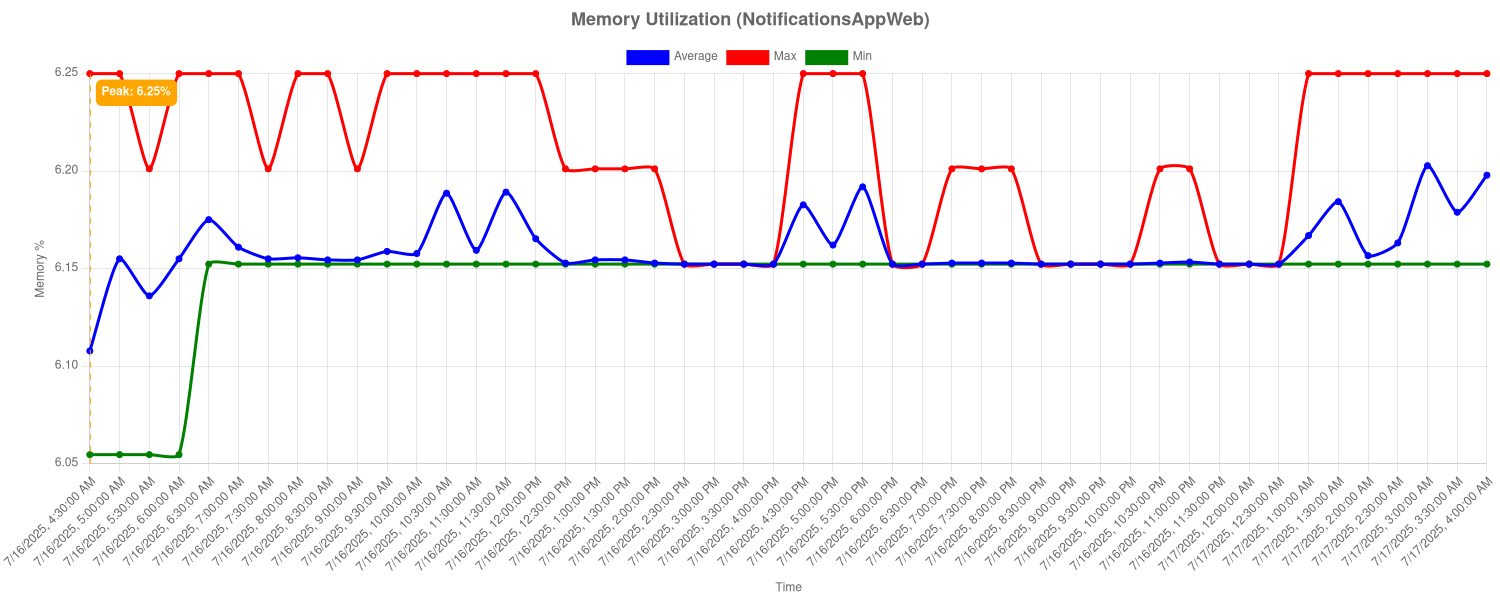 Memory Utilization (NotificationsAppWeb)
Average Max Min
Peak: 6.25%
Memory %
6.25
6.20
6.15
6.10
6.05
7/16/2025, 4:30:00 AM
7/16/2025, 5:00:00 AM
7/16/2025, 5:30:00 AM
7/16/2025, 6:00:00 AM
7/16/2025, 6:30:00 AM
7/16/2025, 7:00:00 AM
7/16/2025, 7:30:00 AM
7/16/2025, 8:00:00 AM
7/16/2025, 8:30:00 AM
7/16/2025, 9:00:00 AM
7/16/2025, 9:30:00 AM
7/16/2025, 10:00:00 AM
7/16/2025, 10:30:00 AM
7/16/2025, 11:00:00 AM
7/16/2025, 11:30:00 AM
7/16/2025, 12:00:00 PM
7/16/2025, 12:30:00 PM
7/16/2025, 1:00:00 PM
7/16/2025, 1:30:00 PM
7/16/2025, 2:00:00 PM
7/16/2025, 2:30:00 PM
7/16/2025, 3:00:00 PM
7/16/2025, 3:30:00 PM
7/16/2025, 4:00:00 PM
7/16/2025, 4:30:00 PM
7/16/2025, 5:00:00 PM
7/16/2025, 5:30:00 PM
7/16/2025, 6:00:00 PM
7/16/2025, 6:30:00 PM
7/16/2025, 7:00:00 PM
7/16/2025, 7:30:00 PM
7/16/2025, 8:00:00 PM
7/16/2025, 8:30:00 PM
7/16/2025, 9:00:00 PM
7/16/2025, 9:30:00 PM
7/16/2025, 10:00:00 PM
7/16/2025, 10:30:00 PM
7/16/2025, 11:00:00 PM
7/16/2025, 11:30:00 PM
7/17/2025, 12:00:00 AM
7/17/2025, 12:30:00 AM
7/17/2025, 1:00:00 AM
7/17/2025, 1:30:00 AM
7/17/2025, 2:00:00 AM
7/17/2025, 2:30:00 AM
7/17/2025, 3:00:00 AM
7/17/2025, 3:30:00 AM
7/17/2025, 4:00:00 AM
Time